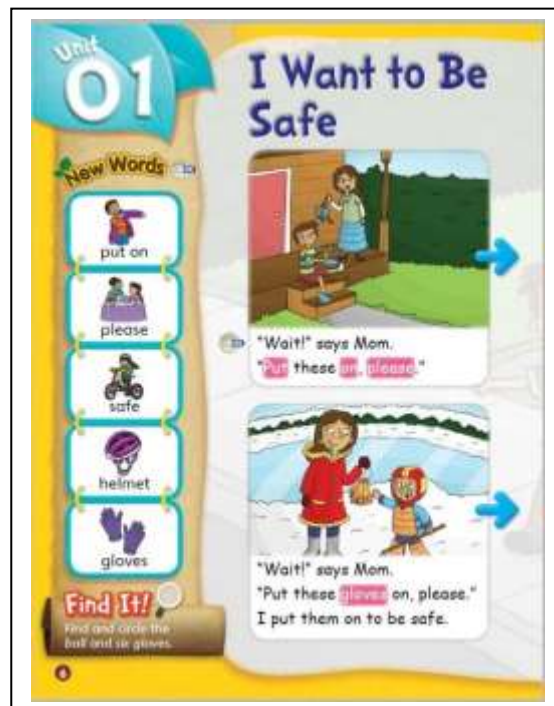 Unit
01
I Want to Be
Safe
New Words
put on
please
safe
helmet
gloves
"Wait!" says Mom.
"Put these on, please."
"Wait!" says Mom.
"Put these gloves on, please."
I put them on to be safe.
Find It!
Find and circle the
ball and six gloves.
6